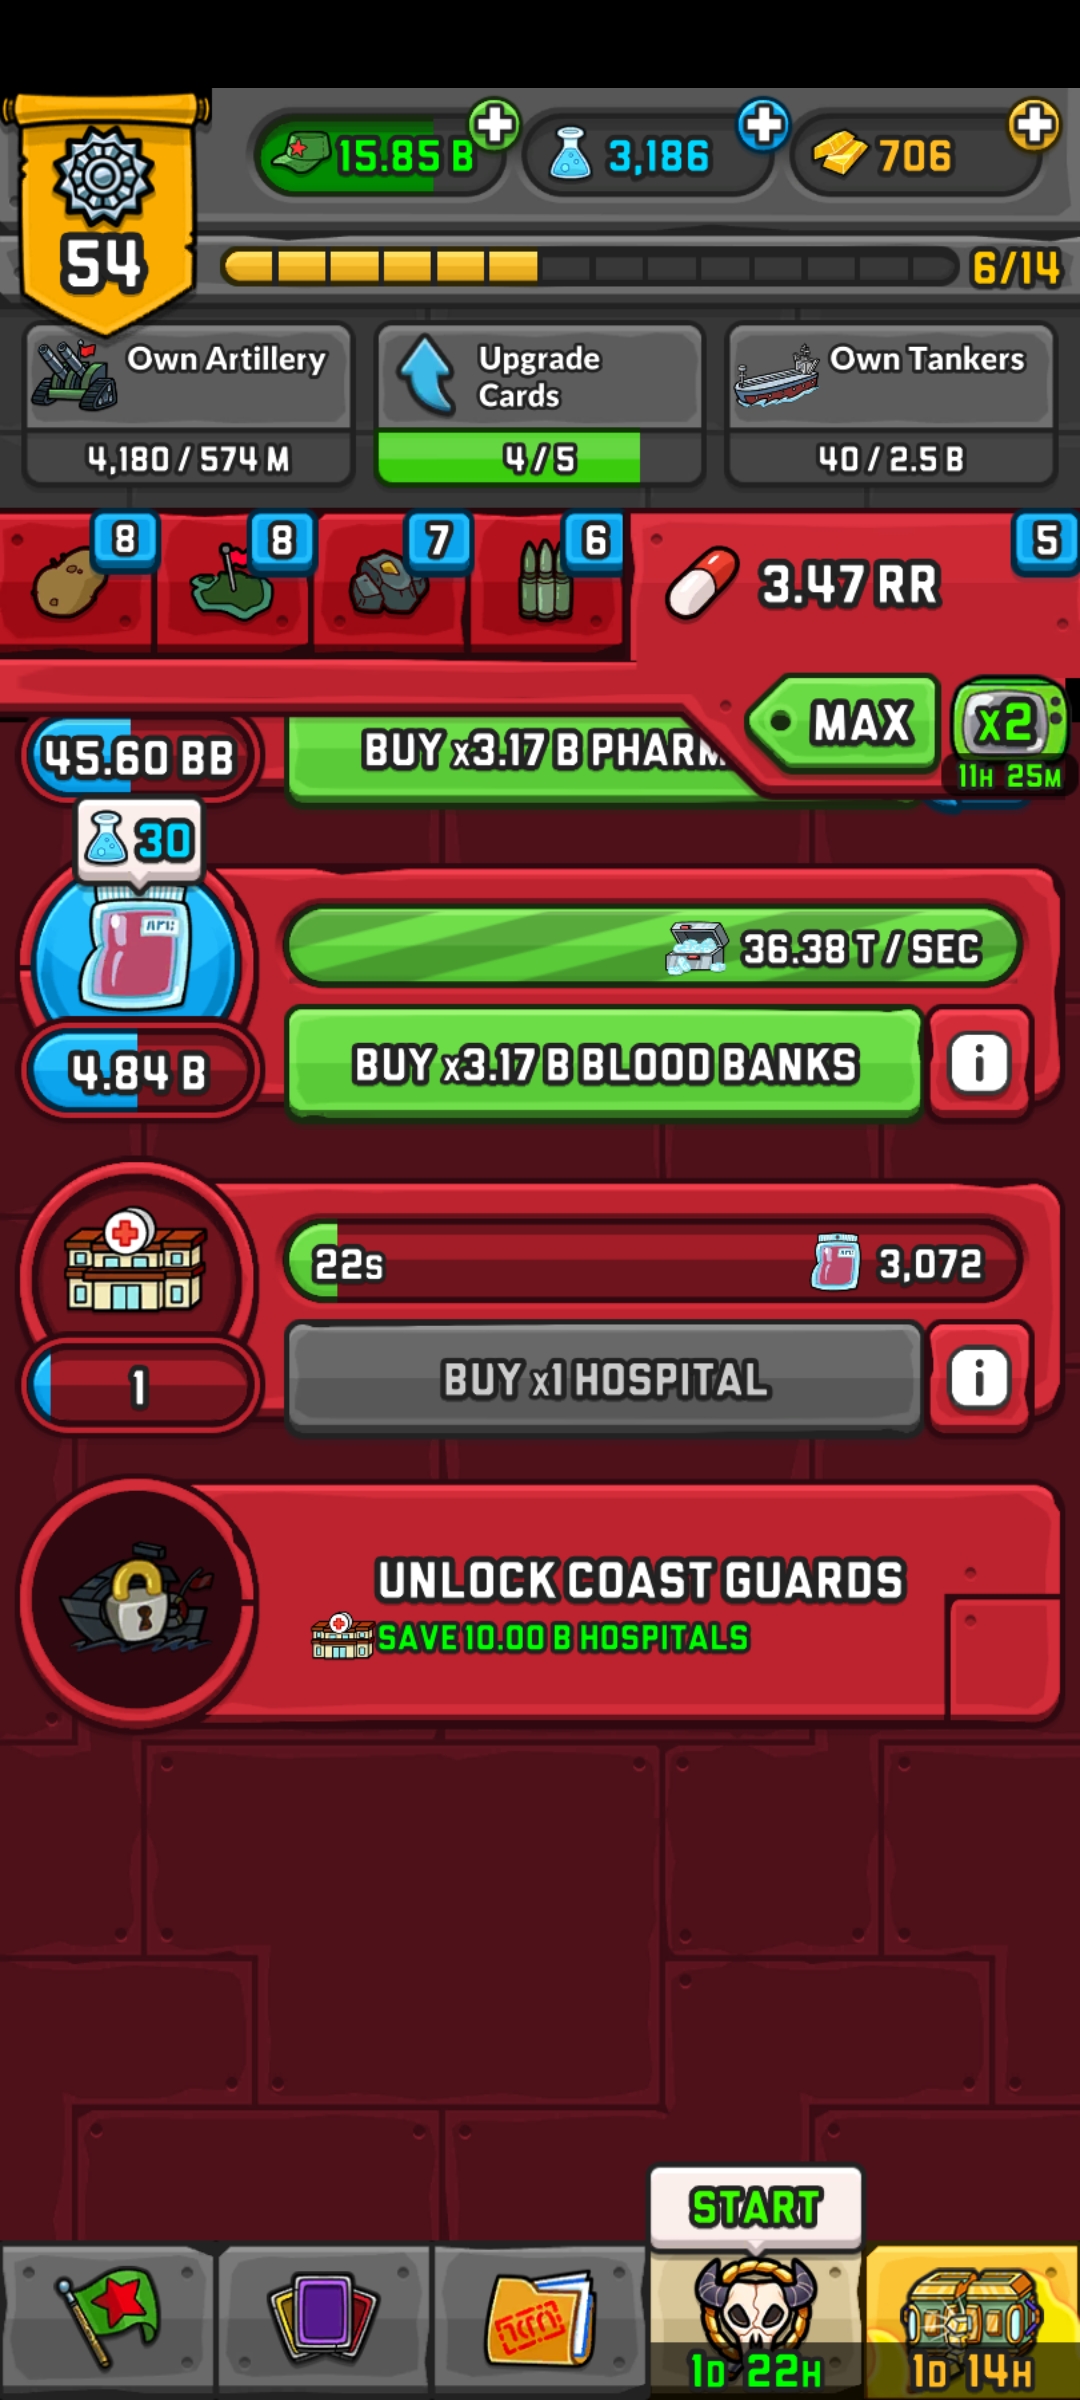 15.85 B
3,186
706
54
6/14
Own Artillery
4,180 / 574 M
Upgrade
Cards
4 / 5
Own Tankers
40 / 2.5 B
8
8
7
6
5
3.47 RR
MAX
x2
11H 25M
45.60 BB
BUY x3.17 B PHARM
30
36.38 T / SEC
4.84 B
BUY x3.17 B BLOOD BANKS
i
22s
3,072
1
BUY x1 HOSPITAL
i
UNLOCK COAST GUARDS
SAVE 10.00 B HOSPITALS
START
1D 22H
1D 14H